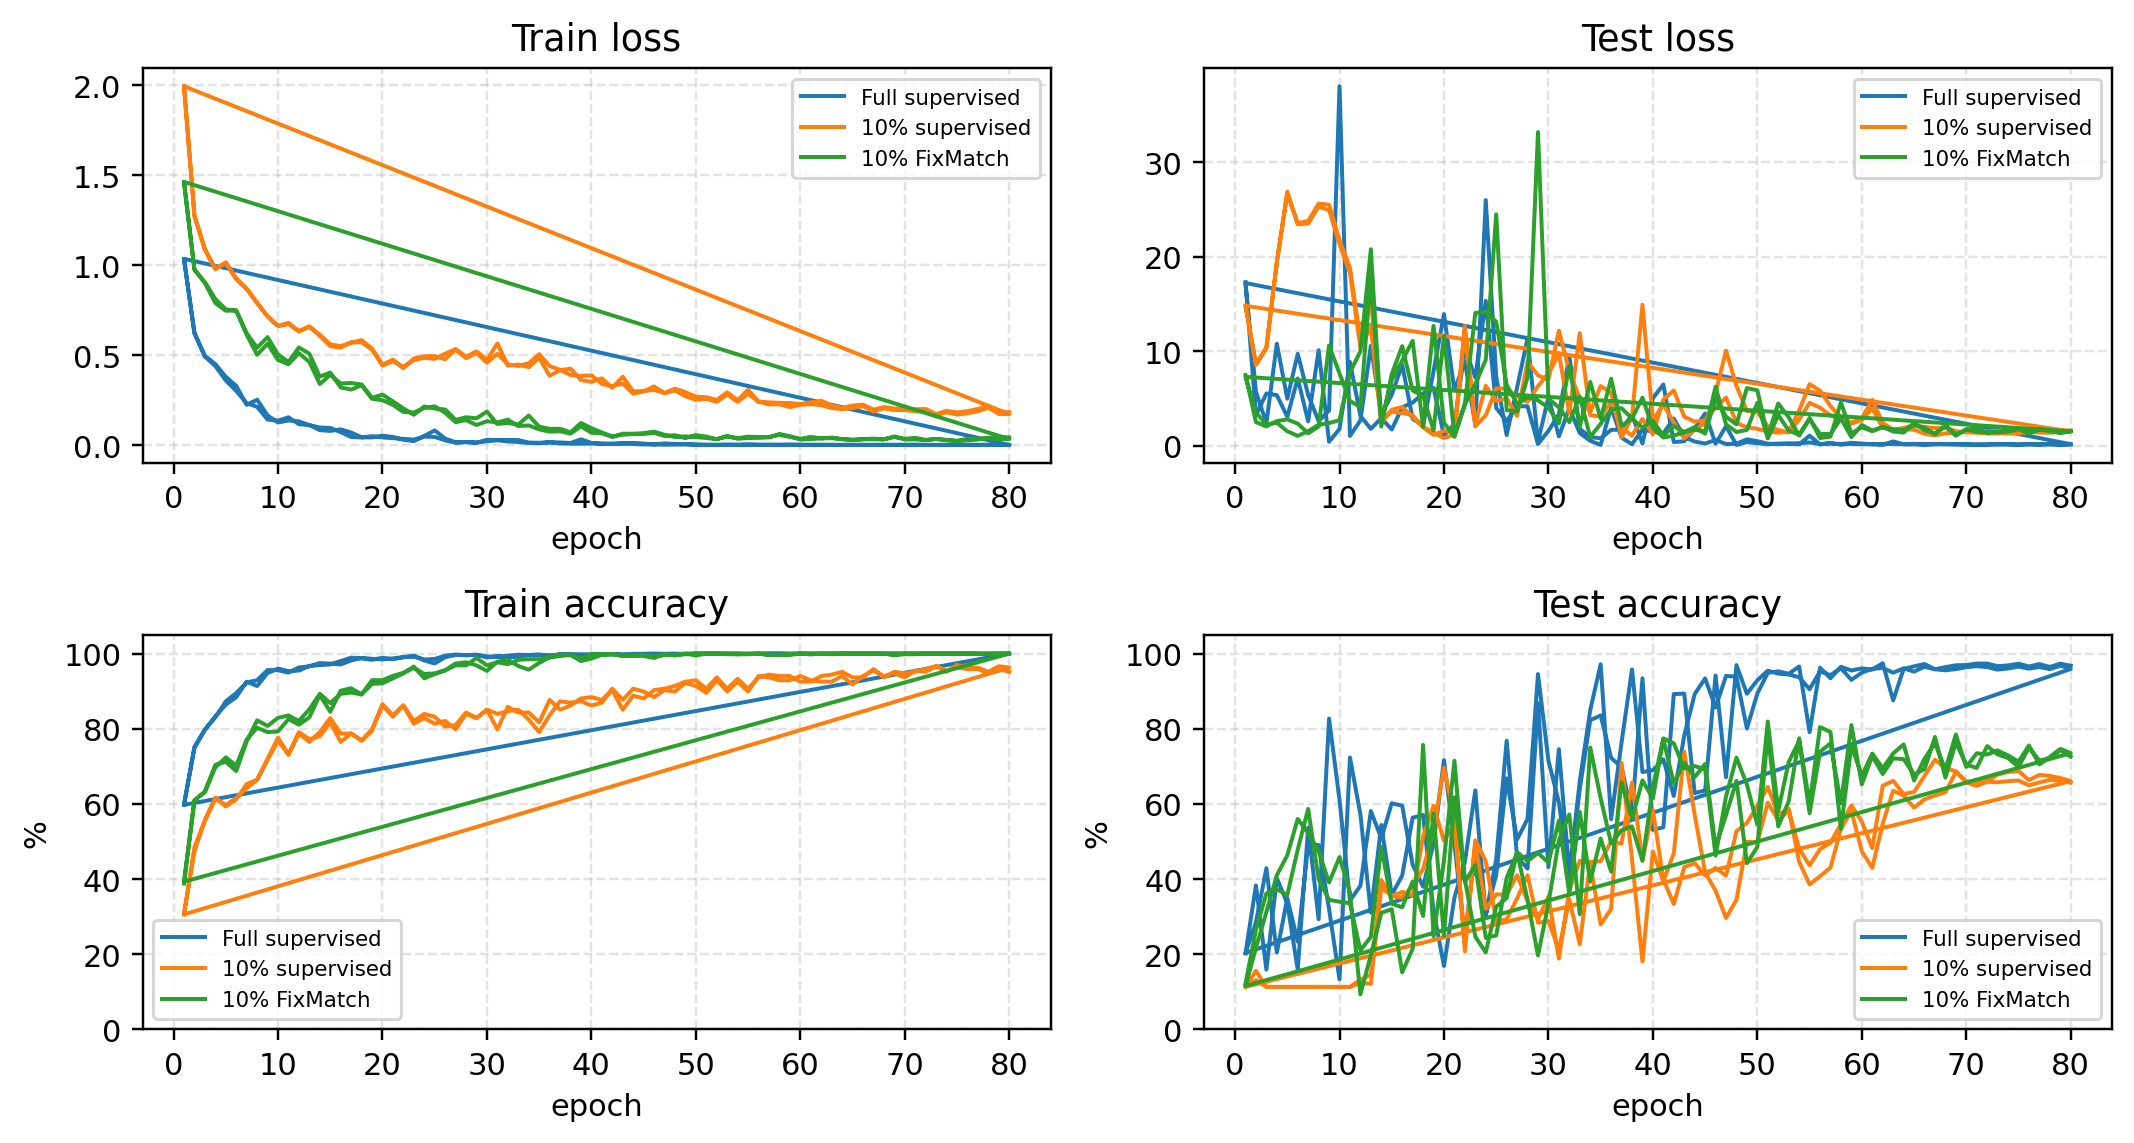 Train loss
2.0
1.5
1.0
0.5
0.0
0 10 20 30 40 50 60 70 80
epoch
Full supervised
10% supervised
10% FixMatch
Test loss
30
20
10
0
0 10 20 30 40 50 60 70 80
epoch
Full supervised
10% supervised
10% FixMatch
Train accuracy
%
100
80
60
40
20
0
0 10 20 30 40 50 60 70 80
epoch
Full supervised
10% supervised
10% FixMatch
Test accuracy
%
100
80
60
40
20
0
0 10 20 30 40 50 60 70 80
epoch
Full supervised
10% supervised
10% FixMatch